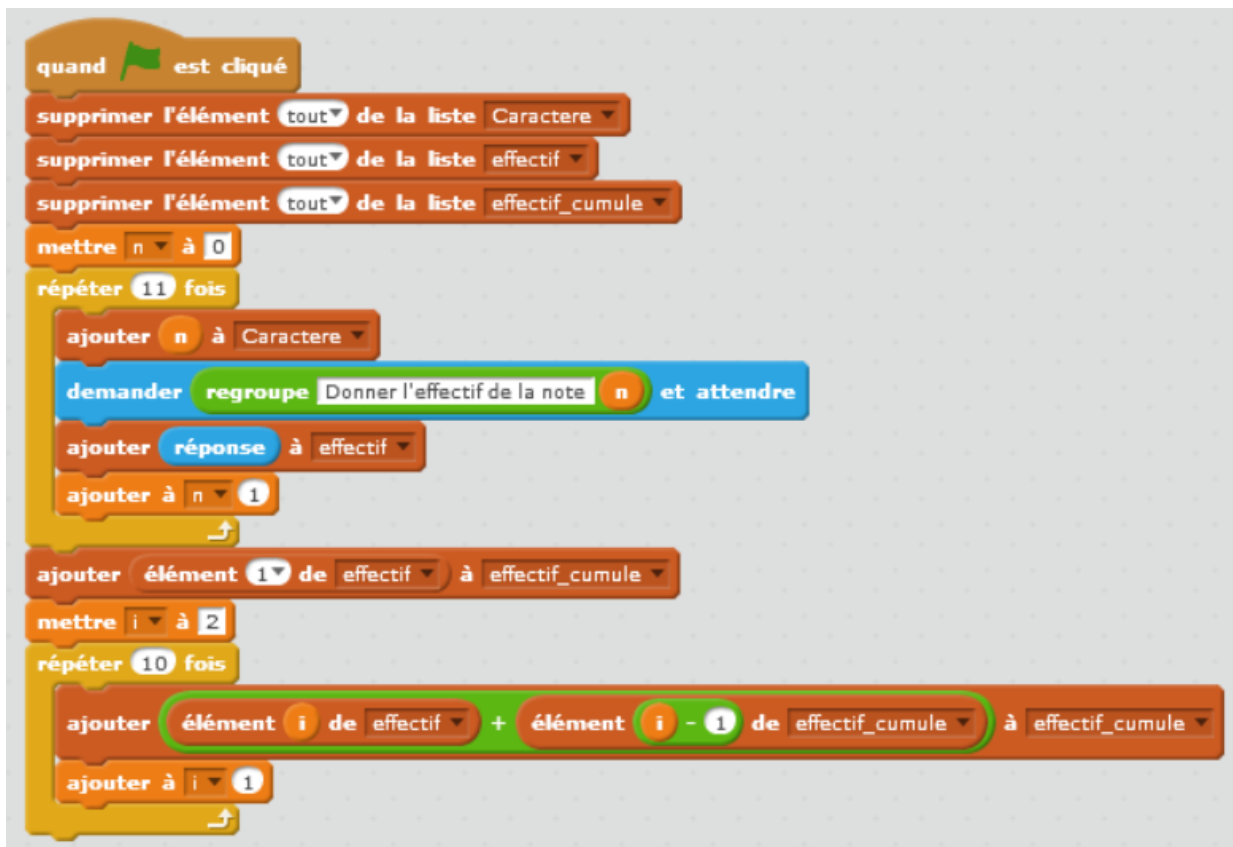 quand est cliqué
supprimer l'élément tout de la liste Caractere
supprimer l'élément tout de la liste effectif
supprimer l'élément tout de la liste effectif_cumule
mettre n à 0
répéter 11 fois
ajouter n à Caractere
demander regroupe Donner l'effectif de la note n et attendre
ajouter réponse à effectif
ajouter à n 1
ajouter élément 1 de effectif à effectif_cumule
mettre i à 2
répéter 10 fois
ajouter élément i de effectif + élément i - 1 de effectif_cumule à effectif_cumule
ajouter à i 1